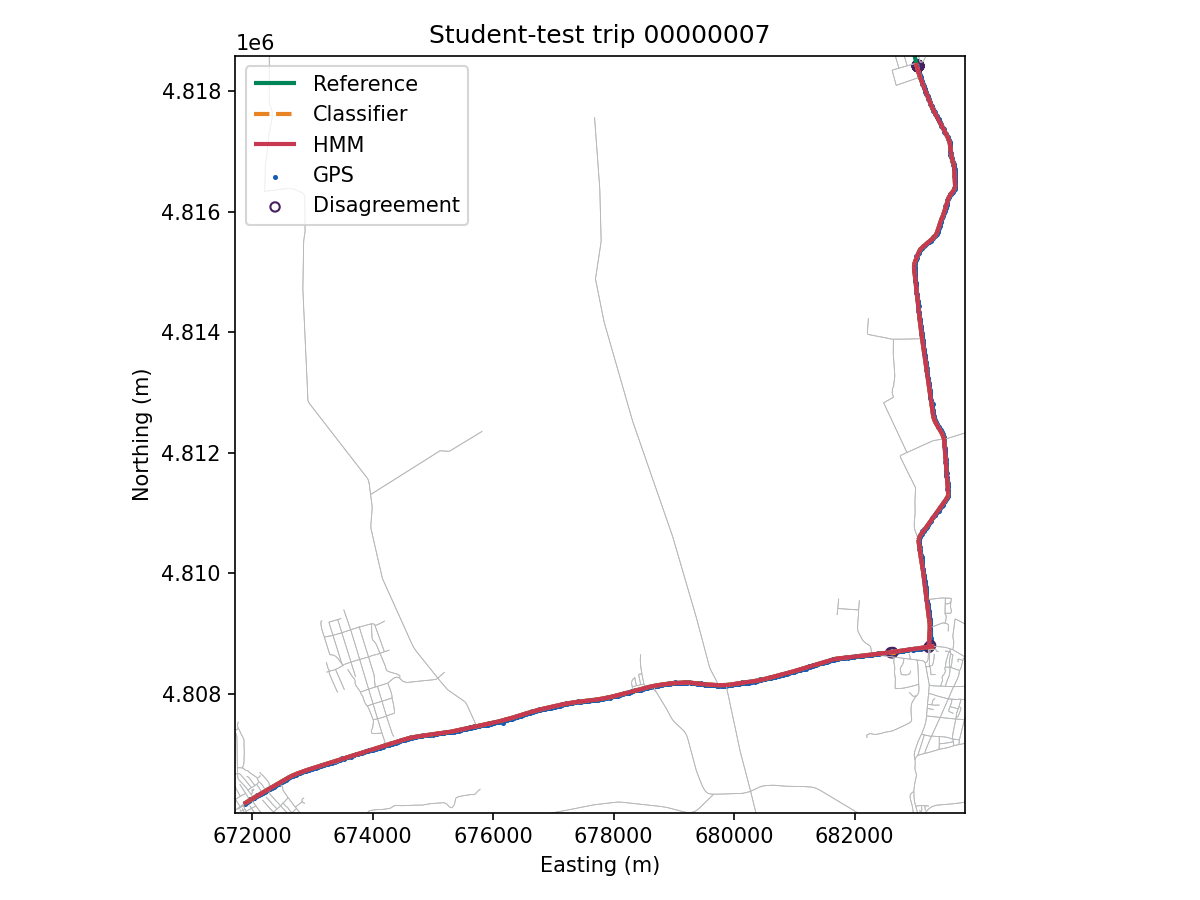 Student-test trip 00000007
1e6
Reference
Classifier
HMM
GPS
Disagreement
4.818
4.816
4.814
4.812
4.810
4.808
Northing (m)
672000 674000 676000 678000 680000 682000
Easting (m)